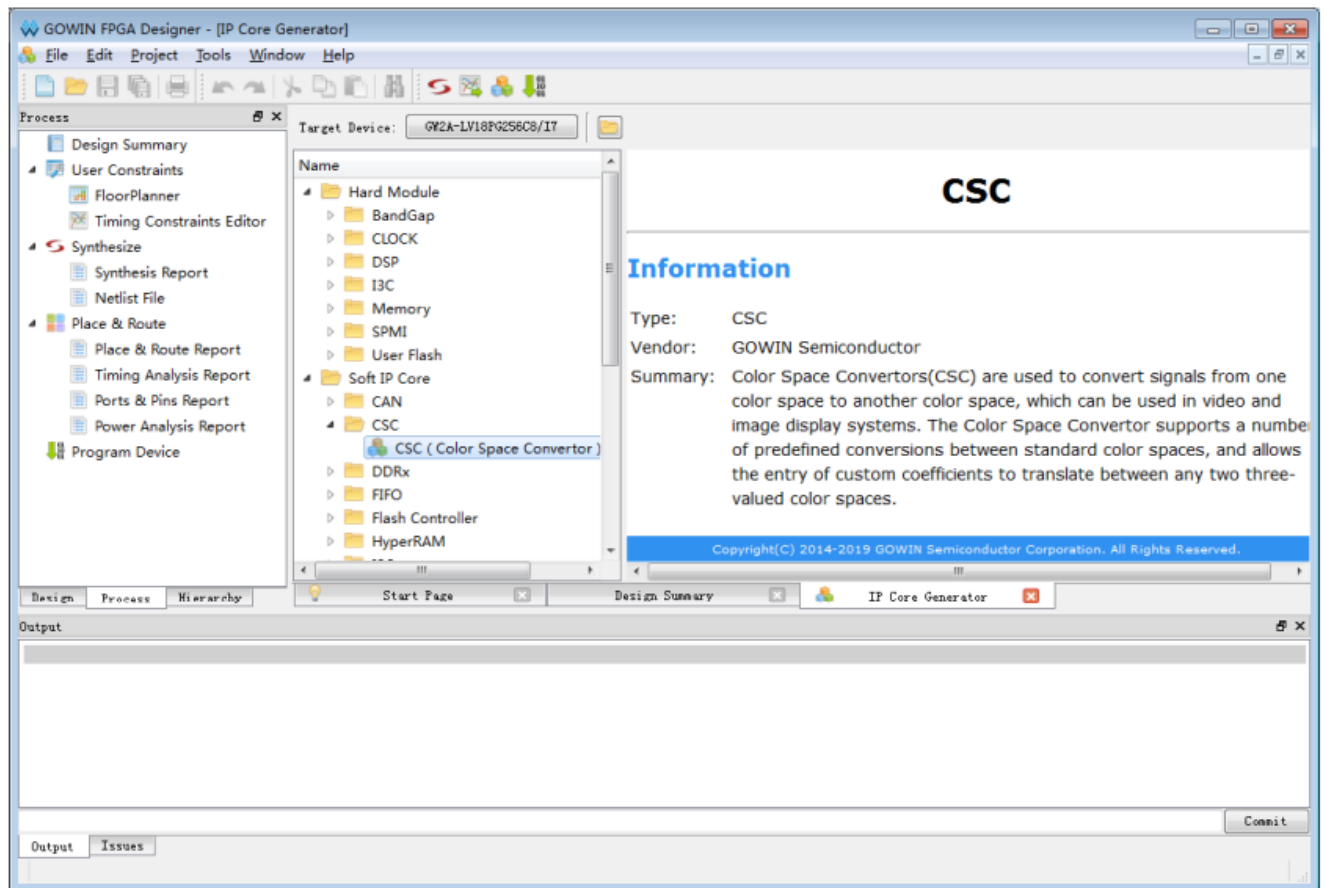 GOWIN FPGA Designer - [IP Core Generator]
File Edit Project Tools Window Help
Process
Design Summary
User Constraints
FloorPlanner
Timing Constraints Editor
Synthesize
Synthesis Report
Netlist File
Place & Route
Place & Route Report
Timing Analysis Report
Ports & Pins Report
Power Analysis Report
Program Device
Design Process Hierarchy
Target Device: GW2A-LV18PG256C8/I7
Name
Hard Module
BandGap
CLOCK
DSP
I3C
Memory
SPMI
User Flash
Soft IP Core
CAN
CSC
CSC ( Color Space Convertor )
DDRx
FIFO
Flash Controller
HyperRAM
CSC
Information
Type: CSC
Vendor: GOWIN Semiconductor
Summary: Color Space Convertors(CSC) are used to convert signals from one
color space to another color space, which can be used in video and
image display systems. The Color Space Convertor supports a number
of predefined conversions between standard color spaces, and allows
the entry of custom coefficients to translate between any two three-
valued color spaces.
Copyright(C) 2014-2019 GOWIN Semiconductor Corporation. All Rights Reserved.
Start Page Design Summary IP Core Generator
Output
Commit
Output Issues